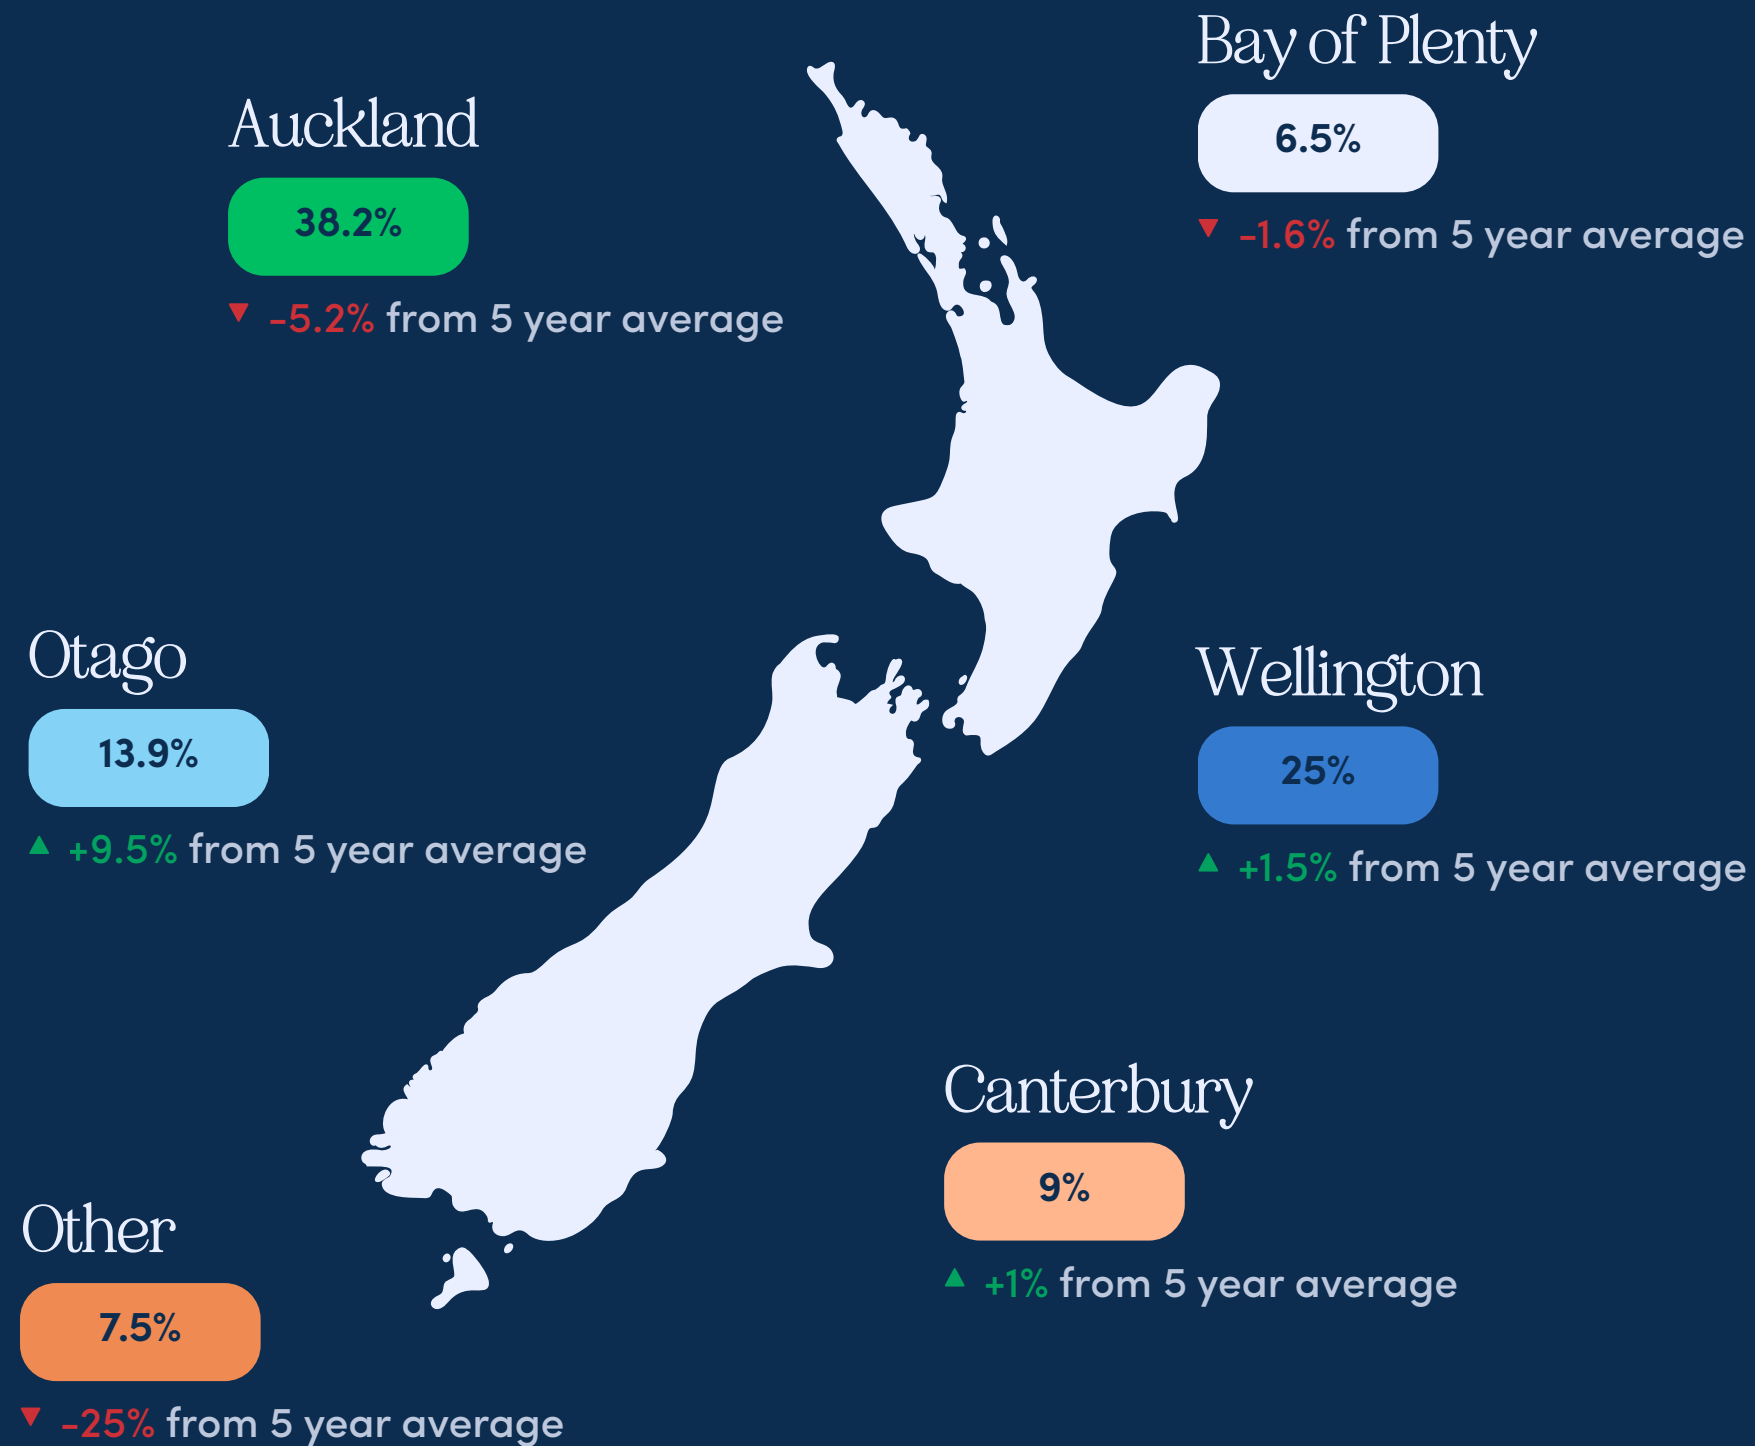 Bay of Plenty
6.5%
▼ -1.6% from 5 year average
Auckland
38.2%
▼ -5.2% from 5 year average
Otago
13.9%
▲ +9.5% from 5 year average
Wellington
25%
▲ +1.5% from 5 year average
Canterbury
9%
▲ +1% from 5 year average
Other
7.5%
▼ -25% from 5 year average